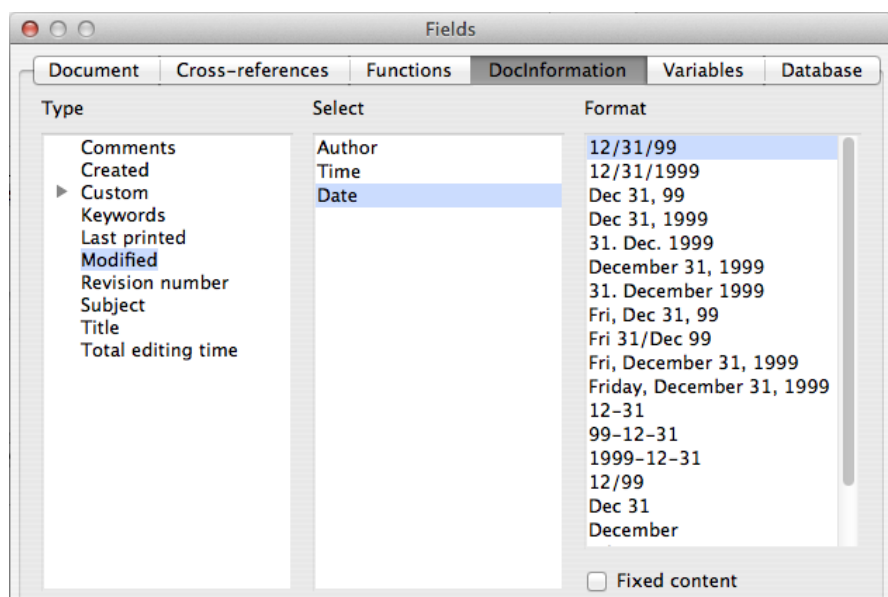 Fields
Document Cross-references Functions DocInformation Variables Database
Type
Comments
Created
Custom
Keywords
Last printed
Modified
Revision number
Subject
Title
Total editing time
Select
Author
Time
Date
Format
12/31/99
12/31/1999
Dec 31, 99
Dec 31, 1999
31. Dec. 1999
December 31, 1999
31. December 1999
Fri, Dec 31, 99
Fri 31/Dec 99
Fri, December 31, 1999
Friday, December 31, 1999
12-31
99-12-31
1999-12-31
12/99
Dec 31
December
Fixed content